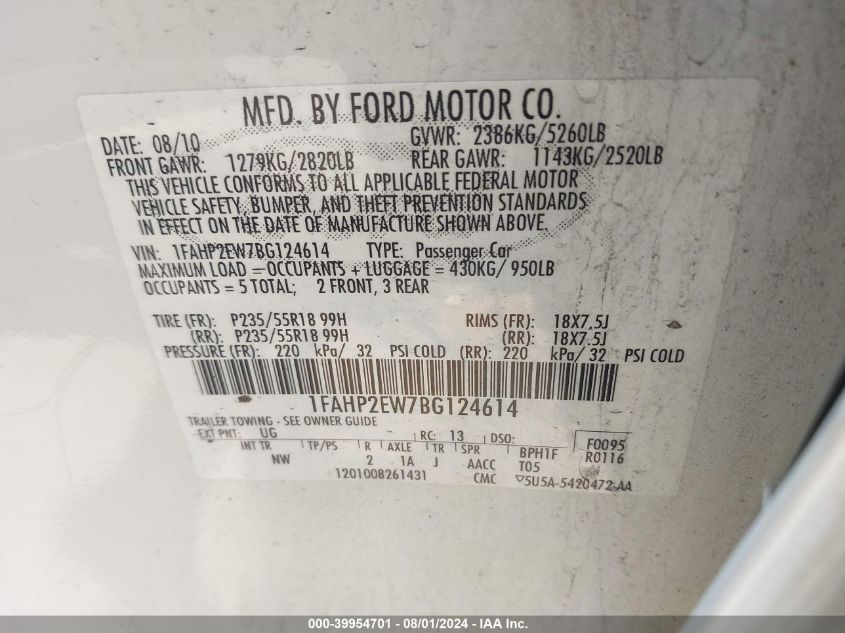 MFD. BY FORD MOTOR CO.
DATE: 08/10 GVWR: 2386KG/5260LB
FRONT GAWR: 1279KG/2820LB REAR GAWR: 1143KG/2520LB
THIS VEHICLE CONFORMS TO ALL APPLICABLE FEDERAL MOTOR
VEHICLE SAFETY, BUMPER, AND THEFT PREVENTION STANDARDS
IN EFFECT ON THE DATE OF MANUFACTURE SHOWN ABOVE.
VIN: 1FAHP2EW7BG124614 TYPE: Passenger Car
MAXIMUM LOAD = OCCUPANTS + LUGGAGE = 430KG/ 950LB
OCCUPANTS = 5 TOTAL; 2 FRONT, 3 REAR
TIRE (FR): P235/55R18 99H RIMS (FR): 18X7.5J
(RR): P235/55R18 99H (RR): 18X7.5J
PRESSURE (FR): 220 kPa/ 32 PSI COLD (RR): 220 kPa/ 32 PSI COLD
1FAHP2EW7BG124614
TRAILER TOWING - SEE OWNER GUIDE
EXT PNT: UG RC: 13 DSO: F0095
INT TR TP/PS R AXLE TR SPR BPH1F R0116
NW 2 1A J AACC T05
1201008261431 CMC ▽5U5A-5420472-AA
000-39954701 - 08/01/2024 - IAA Inc.